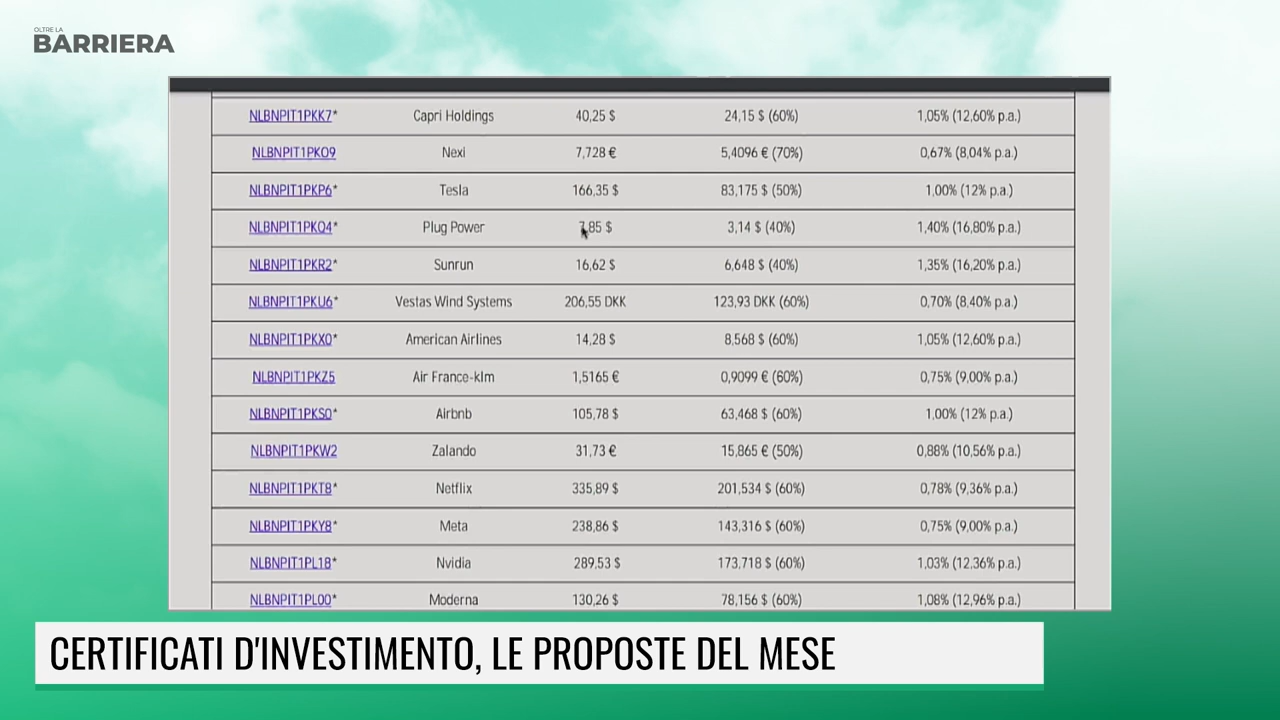 OLTRE LA
BARRIERA
NLBNPIT1PKK7* Capri Holdings 40,25 $ 24,15 $ (60%) 1,05% (12,60% p.a.)
NLBNPIT1PKO9 Nexi 7,728 € 5,4096 € (70%) 0,67% (8,04% p.a.)
NLBNPIT1PKP6* Tesla 166,35 $ 83,175 $ (50%) 1,00% (12% p.a.)
NLBNPIT1PKQ4* Plug Power 7,85 $ 3,14 $ (40%) 1,40% (16,80% p.a.)
NLBNPIT1PKR2* Sunrun 16,62 $ 6,648 $ (40%) 1,35% (16,20% p.a.)
NLBNPIT1PKU6* Vestas Wind Systems 206,55 DKK 123,93 DKK (60%) 0,70% (8,40% p.a.)
NLBNPIT1PKX0* American Airlines 14,28 $ 8,568 $ (60%) 1,05% (12,60% p.a.)
NLBNPIT1PKZ5 Air France-klm 1,5165 € 0,9099 € (60%) 0,75% (9,00% p.a.)
NLBNPIT1PKS0* Airbnb 105,78 $ 63,468 $ (60%) 1,00% (12% p.a.)
NLBNPIT1PKW2 Zalando 31,73 € 15,865 € (50%) 0,88% (10,56% p.a.)
NLBNPIT1PKT8* Netflix 335,89 $ 201,534 $ (60%) 0,78% (9,36% p.a.)
NLBNPIT1PKY8* Meta 238,86 $ 143,316 $ (60%) 0,75% (9,00% p.a.)
NLBNPIT1PL18* Nvidia 289,53 $ 173,718 $ (60%) 1,03% (12,36% p.a.)
NLBNPIT1PL00* Moderna 130,26 $ 78,156 $ (60%) 1,08% (12,96% p.a.)
CERTIFICATI D'INVESTIMENTO, LE PROPOSTE DEL MESE